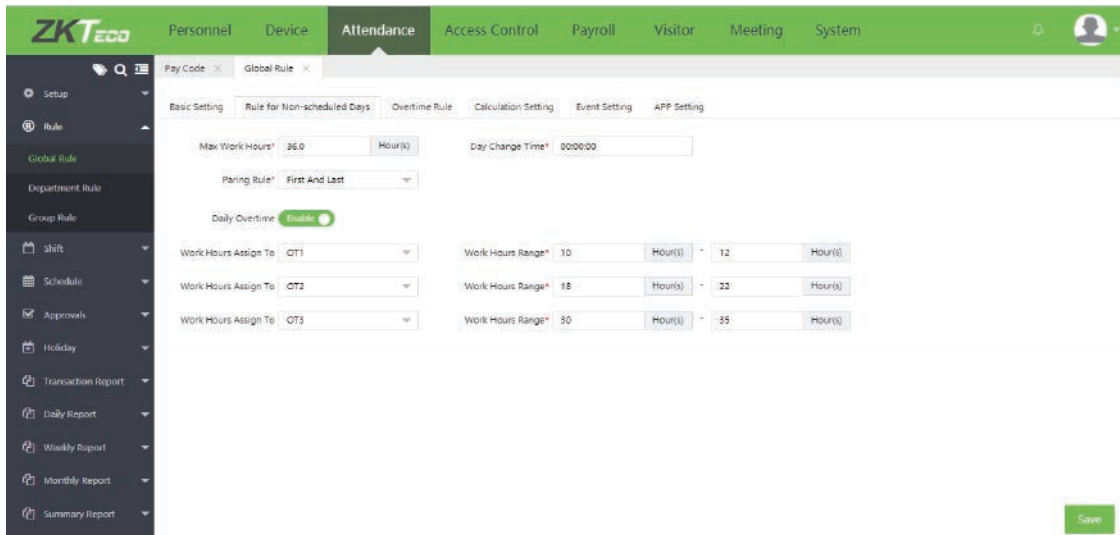 ZKTeco Personnel Device Attendance Access Control Payroll Visitor Meeting System
Pay Code × Global Rule ×
Setup
Rule
Global Rule
Department Rule
Group Rule
Shift
Schedule
Approvals
Holiday
Transaction Report
Daily Report
Weekly Report
Monthly Report
Summary Report
Basic Setting Rule for Non-scheduled Days Overtime Rule Calculation Setting Event Setting APP Setting
Max Work Hours* 36.0 Hour(s) Day Change Time* 00:00:00
Paring Rule* First And Last
Daily Overtime Enable
Work Hours Assign To OT1 Work Hours Range* 10 Hour(s) - 12 Hour(s)
Work Hours Assign To OT2 Work Hours Range* 18 Hour(s) - 22 Hour(s)
Work Hours Assign To OT3 Work Hours Range* 30 Hour(s) - 35 Hour(s)
Save